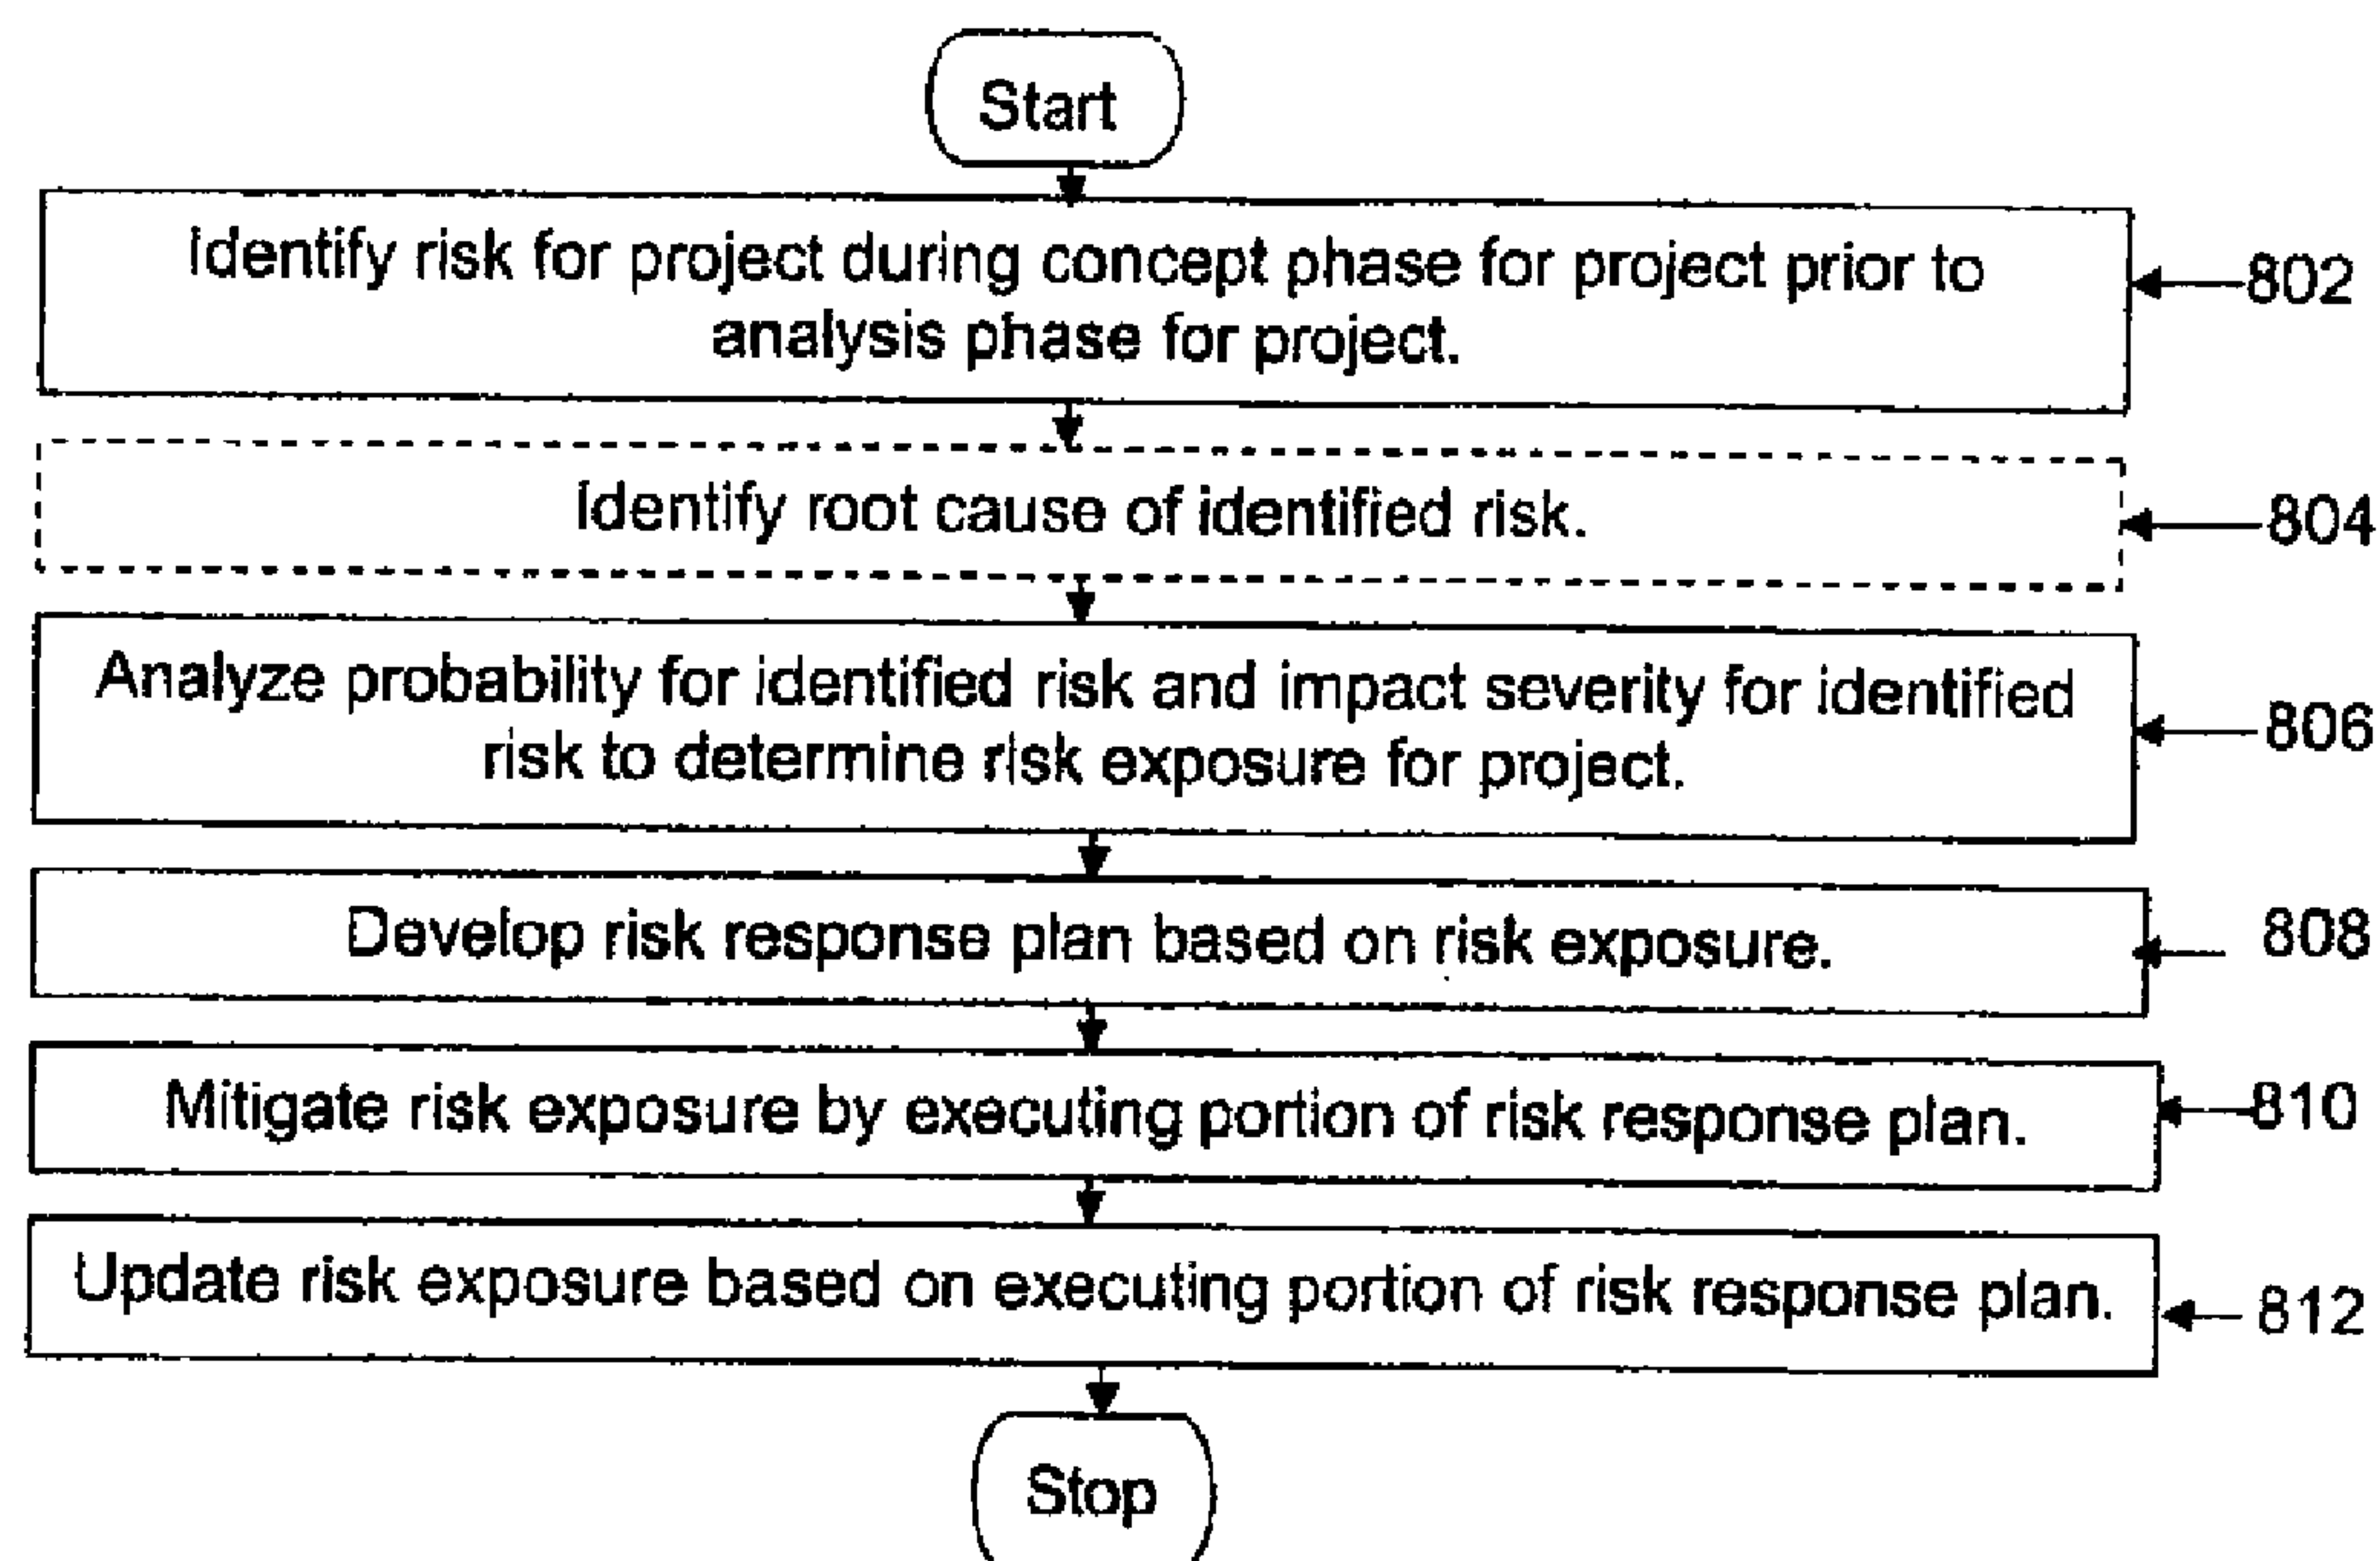 Start
Identify risk for project during concept phase for project prior to
analysis phase for project.
802
Identify root cause of identified risk.
804
Analyze probability for identified risk and impact severity for identified
risk to determine risk exposure for project.
806
Develop risk response plan based on risk exposure.
808
Mitigate risk exposure by executing portion of risk response plan.
810
Update risk exposure based on executing portion of risk response plan.
812
Stop